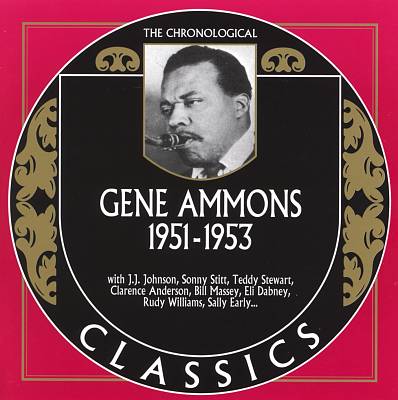 THE CHRONOLOGICAL
GENE AMMONS
1951-1953
with J.J. Johnson, Sonny Stitt, Teddy Stewart,
Clarence Anderson, Bill Massey, Eli Dabney,
Rudy Williams, Sally Early...
CLASSICS